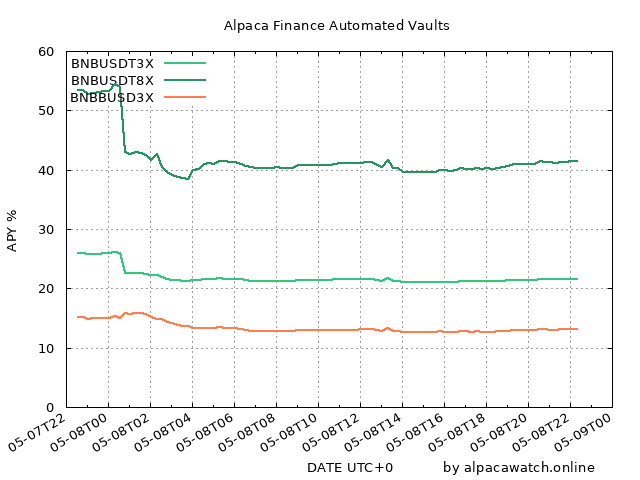 Alpaca Finance Automated Vaults
60
50
40
30
20
10
0
APY %
BNBUSDT3X
BNBUSDT8X
BNBBUSD3X
05-07T22
05-08T00
05-08T02
05-08T04
05-08T06
05-08T08
05-08T10
05-08T12
05-08T14
05-08T16
05-08T18
05-08T20
05-08T22
05-09T00
DATE UTC+0
by alpacawatch.online